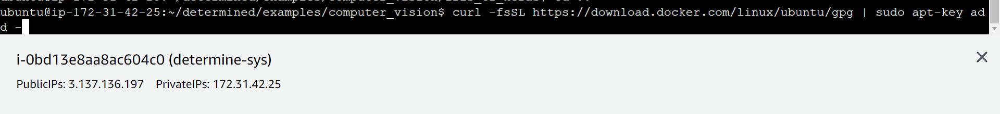 ubuntu@ip-172-31-42-25:~/determined/examples/computer_vision$ curl -fsSL https://download.docker.com/linux/ubuntu/gpg | sudo apt-key ad
d -
i-0bd13e8aa8ac604c0 (determine-sys)
PublicIPs: 3.137.136.197 PrivateIPs: 172.31.42.25